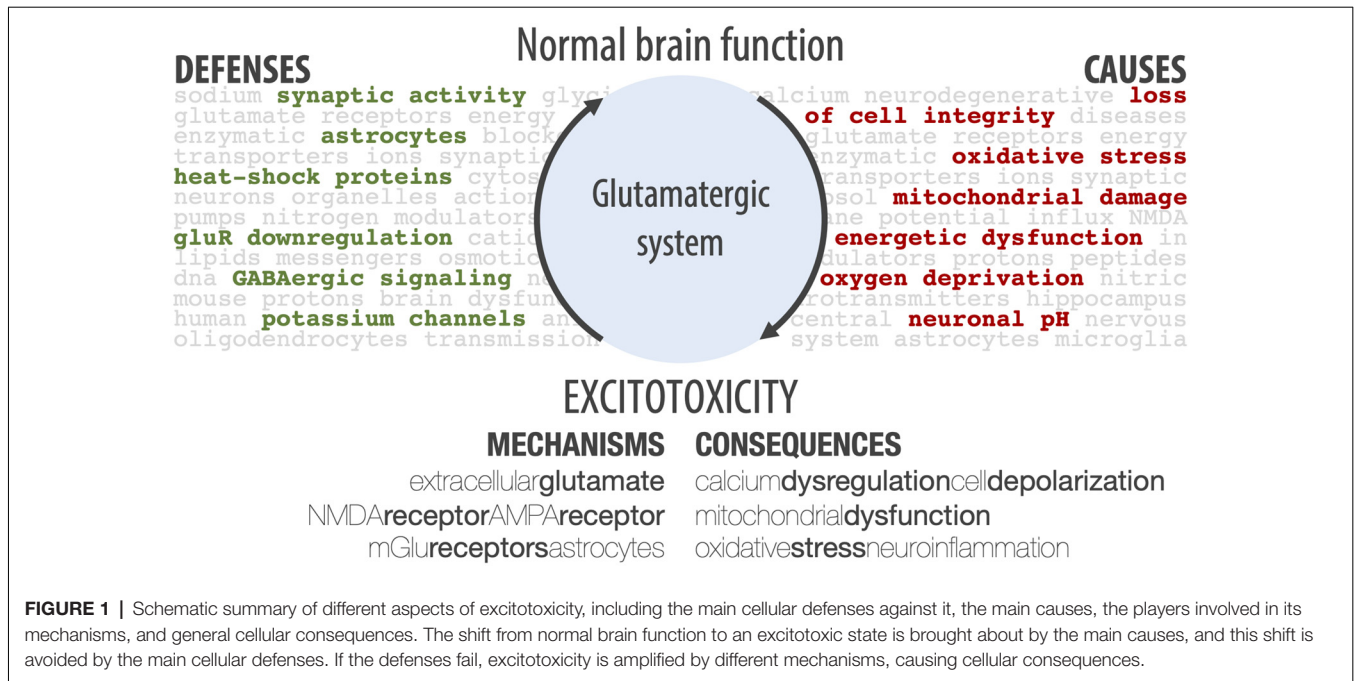 Normal brain function
DEFENSES
sodium synaptic activity
glutamate receptors energy
enzymatic astrocytes
transporters ions synaptic
heat-shock proteins
neurons organelles action
pumps nitrogen modulators
gluR downregulation
lipids messengers osmotic
dna GABAergic signaling
mouse protons brain
human potassium channels
oligodendrocytes transmission
Glutamatergic
system
CAUSES
neurodegenerative loss
of cell integrity diseases
glutamate receptors energy
oxidative stress
ions synaptic
mitochondrial damage
potential influx NMDA
energetic dysfunction in
protons peptides
oxygen deprivation nitric
hippocampus
central neuronal pH nervous
system astrocytes microglia
EXCITOTOXICITY
MECHANISMS
extracellularglutamate
NMDAreceptorAMPAreceptor
mGlureceptorsastrocytes
CONSEQUENCES
calciumdysregulationcelldepolarization
mitochondrialdysfunction
oxidativestressneuroinflammation
FIGURE 1 | Schematic summary of different aspects of excitotoxicity, including the main cellular defenses against it, the main causes, the players involved in its
mechanisms, and general cellular consequences. The shift from normal brain function to an excitotoxic state is brought about by the main causes, and this shift is
avoided by the main cellular defenses. If the defenses fail, excitotoxicity is amplified by different mechanisms, causing cellular consequences.